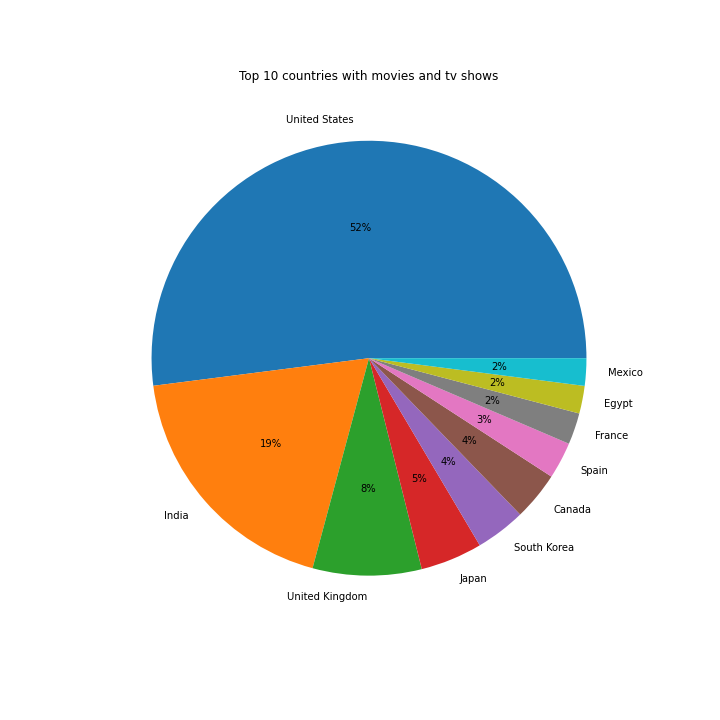 Top 10 countries with movies and tv shows
United States
52%
India
19%
United Kingdom
8%
Japan
5%
South Korea
4%
Canada
4%
Spain
3%
France
2%
Egypt
2%
Mexico
2%